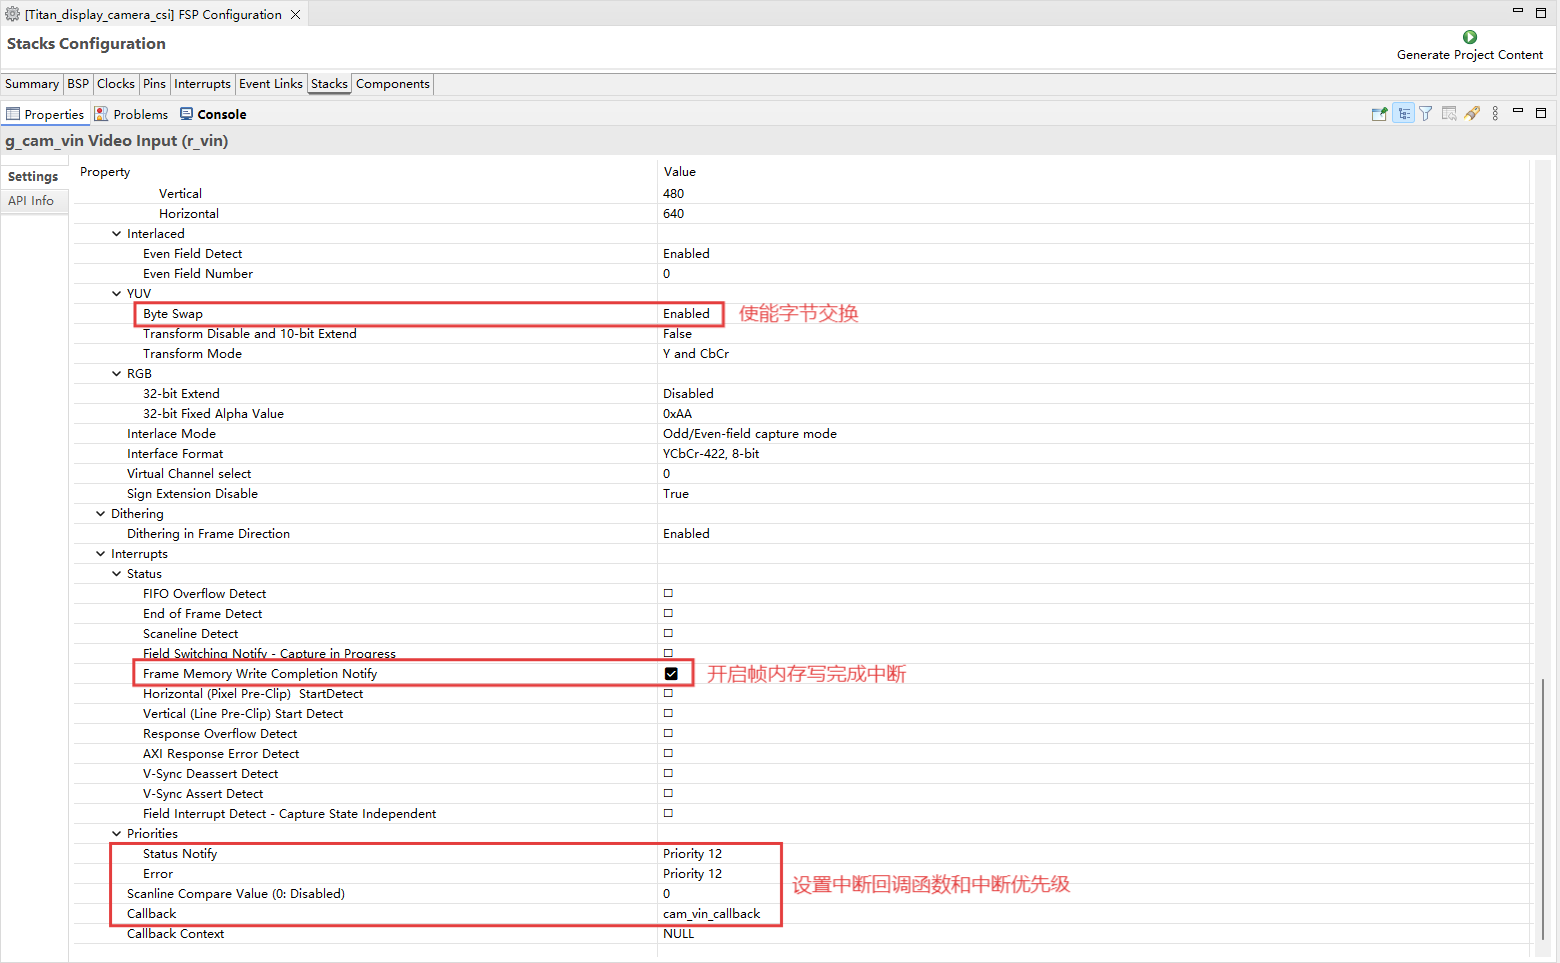 [Titan_display_camera_csi] FSP Configuration
Stacks Configuration
Generate Project Content
Summary BSP Clocks Pins Interrupts Event Links Stacks Components
Properties Problems Console
g_cam_vin Video Input (r_vin)
Settings
API Info
Property Value
Vertical 480
Horizontal 640
Interlaced
Even Field Detect Enabled
Even Field Number 0
YUV
Byte Swap Enabled 使能字节交换
Transform Disable and 10-bit Extend False
Transform Mode Y and CbCr
RGB
32-bit Extend Disabled
32-bit Fixed Alpha Value 0xAA
Interlace Mode Odd/Even-field capture mode
Interface Format YCbCr-422, 8-bit
Virtual Channel select 0
Sign Extension Disable True
Dithering
Dithering in Frame Direction Enabled
Interrupts
Status
FIFO Overflow Detect
End of Frame Detect
Scaneline Detect
Field Switching Notify - Capture in Progress
Frame Memory Write Completion Notify 开启帧内存写完成中断
Horizontal (Pixel Pre-Clip) StartDetect
Vertical (Line Pre-Clip) Start Detect
Response Overflow Detect
AXI Response Error Detect
V-Sync Deassert Detect
V-Sync Assert Detect
Field Interrupt Detect - Capture State Independent
Priorities
Status Notify Priority 12
Error Priority 12
Scanline Compare Value (0: Disabled) 0
设置中断回调函数和中断优先级
Callback cam_vin_callback
Callback Context NULL